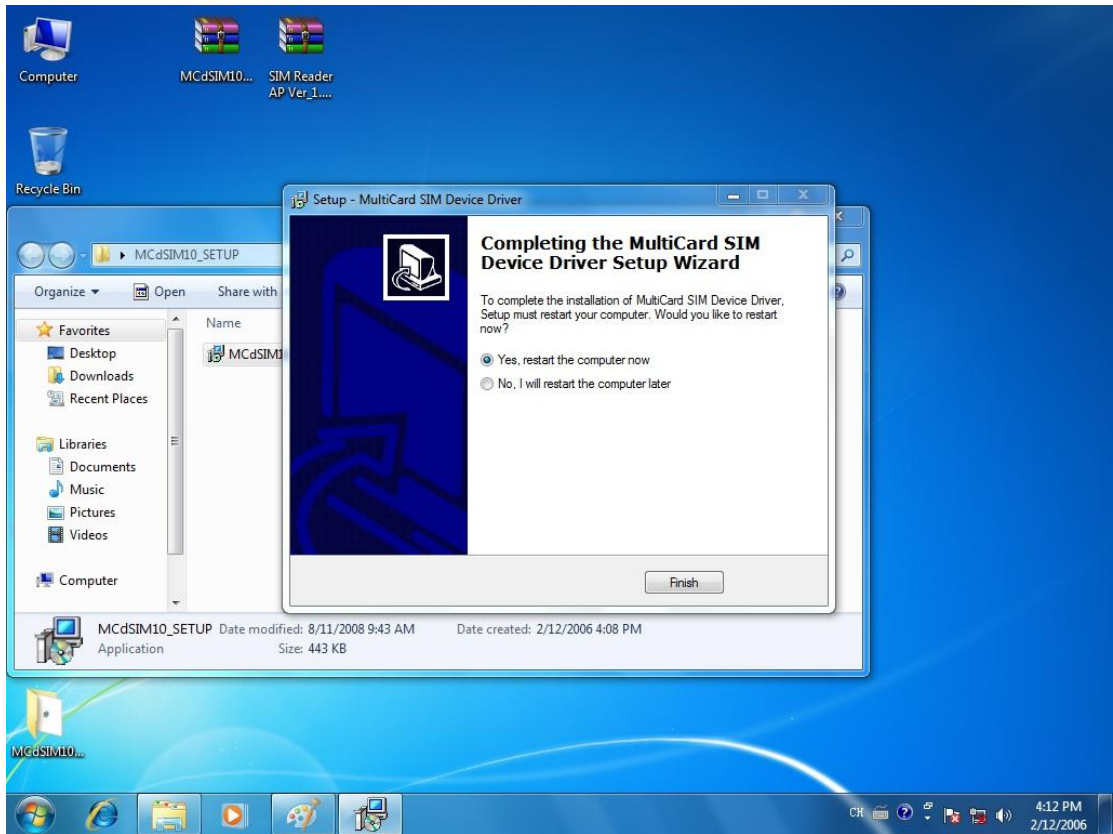 Computer
MCdSIM10...
SIM Reader
AP Ver_1....
Recycle Bin
Setup - MultiCard SIM Device Driver
MCdSIM10_SETUP
Organize
Open
Share with
Favorites
Desktop
Downloads
Recent Places
Libraries
Documents
Music
Pictures
Videos
Computer
Name
MCdSIM1
Completing the MultiCard SIM
Device Driver Setup Wizard
To complete the installation of MultiCard SIM Device Driver,
Setup must restart your computer. Would you like to restart
now?
Yes, restart the computer now
No, I will restart the computer later
Finish
MCdSIM10_SETUP Date modified: 8/11/2008 9:43 AM Date created: 2/12/2006 4:08 PM
Application Size: 443 KB
MCdSIM10...
CH
4:12 PM
2/12/2006